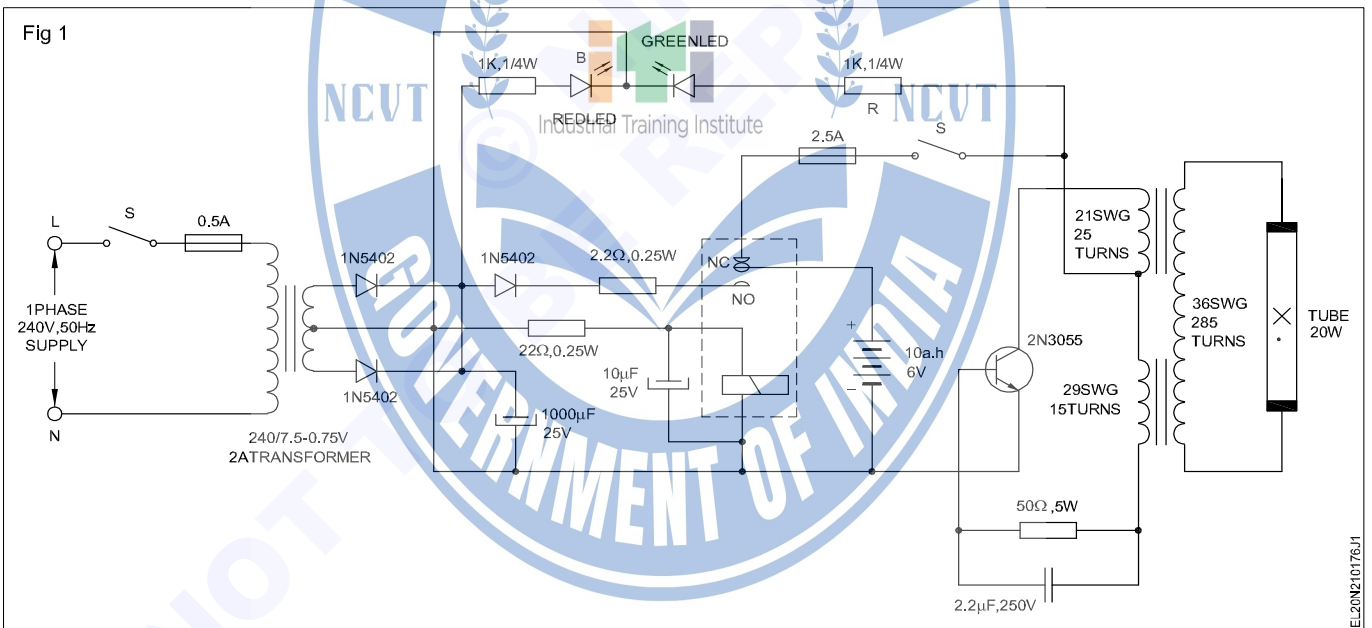 Fig 1
GREENLED
1K,1/4W
B
1K,1/4W
REDLED
R
NCVT
NCVT
Industrial Training Institute
2.5A
S
L
S
0.5A
1PHASE
240V,50Hz
SUPPLY
N
1N5402
1N5402
1N5402
2.2Ω,0.25W
NC
NO
22Ω,0.25W
10µF
25V
1000µF
25V
240/7.5-0.75V
2ATRANSFORMER
+
10a.h
6V
−
21SWG
25
TURNS
2N3055
29SWG
15TURNS
36SWG
285
TURNS
TUBE
20W
50Ω,5W
2.2µF,250V
GOVERNMENT OF INDIA
EL20N210176J1